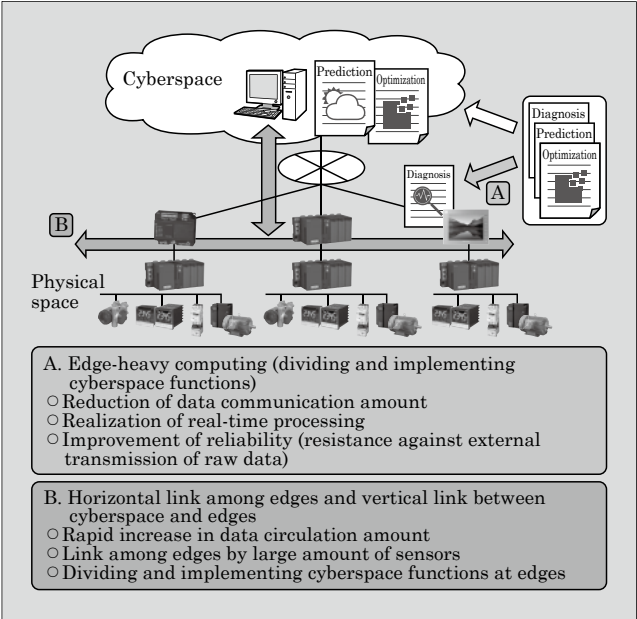 Cyberspace
Prediction
Optimization
Diagnosis
Prediction
Optimization
Diagnosis
A
B
Physical
space
A. Edge-heavy computing (dividing and implementing
cyberspace functions)
○Reduction of data communication amount
○Realization of real-time processing
○Improvement of reliability (resistance against external
transmission of raw data)
B. Horizontal link among edges and vertical link between
cyberspace and edges
○Rapid increase in data circulation amount
○Link among edges by large amount of sensors
○Dividing and implementing cyberspace functions at edges